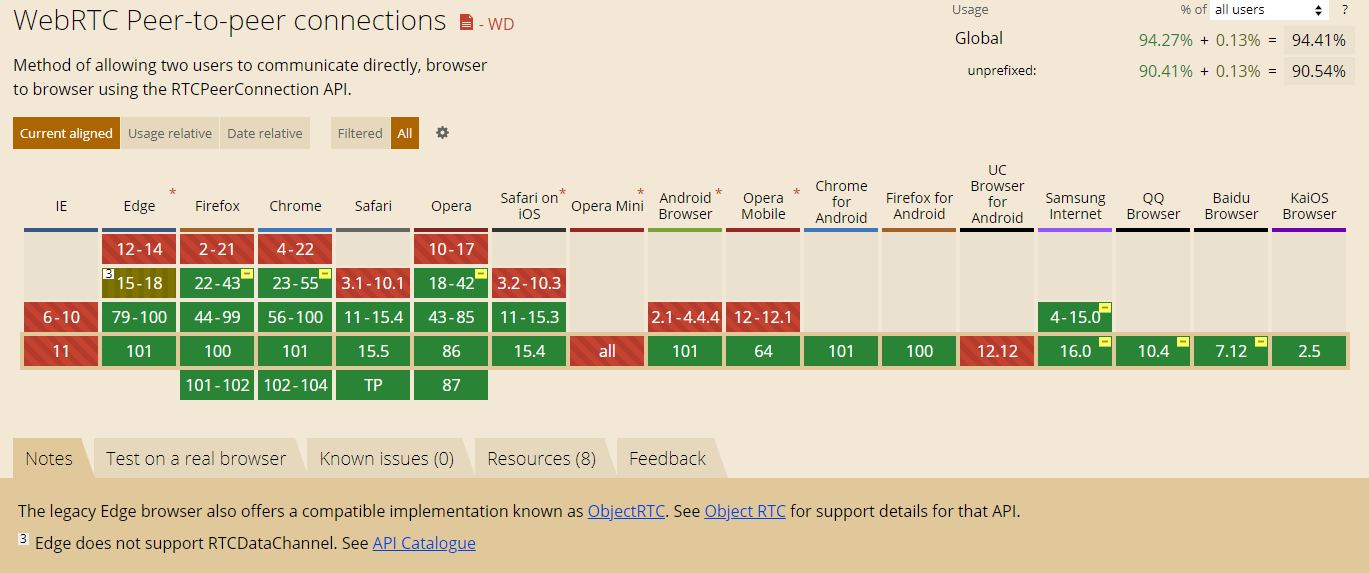 WebRTC Peer-to-peer connections - WD
Usage % of all users ?
Global 94.27% + 0.13% = 94.41%
unprefixed: 90.41% + 0.13% = 90.54%
Method of allowing two users to communicate directly, browser
to browser using the RTCPeerConnection API.
Current aligned Usage relative Date relative Filtered All
IE Edge * Firefox Chrome Safari Opera Safari on iOS * Opera Mini * Android Browser * Opera Mobile * Chrome for Android Firefox for Android UC Browser for Android Samsung Internet QQ Browser Baidu Browser KaiOS Browser
12-14 2-21 4-22 10-17
3 15-18 22-43 23-55 3.1-10.1 18-42 3.2-10.3
6-10 79-100 44-99 56-100 11-15.4 43-85 11-15.3 2.1-4.4.4 12-12.1 4-15.0
11 101 100 101 15.5 86 15.4 all 101 64 101 100 12.12 16.0 10.4 7.12 2.5
101-102 102-104 TP 87
Notes Test on a real browser Known issues (0) Resources (8) Feedback
The legacy Edge browser also offers a compatible implementation known as ObjectRTC. See Object RTC for support details for that API.
3 Edge does not support RTCDataChannel. See API Catalogue